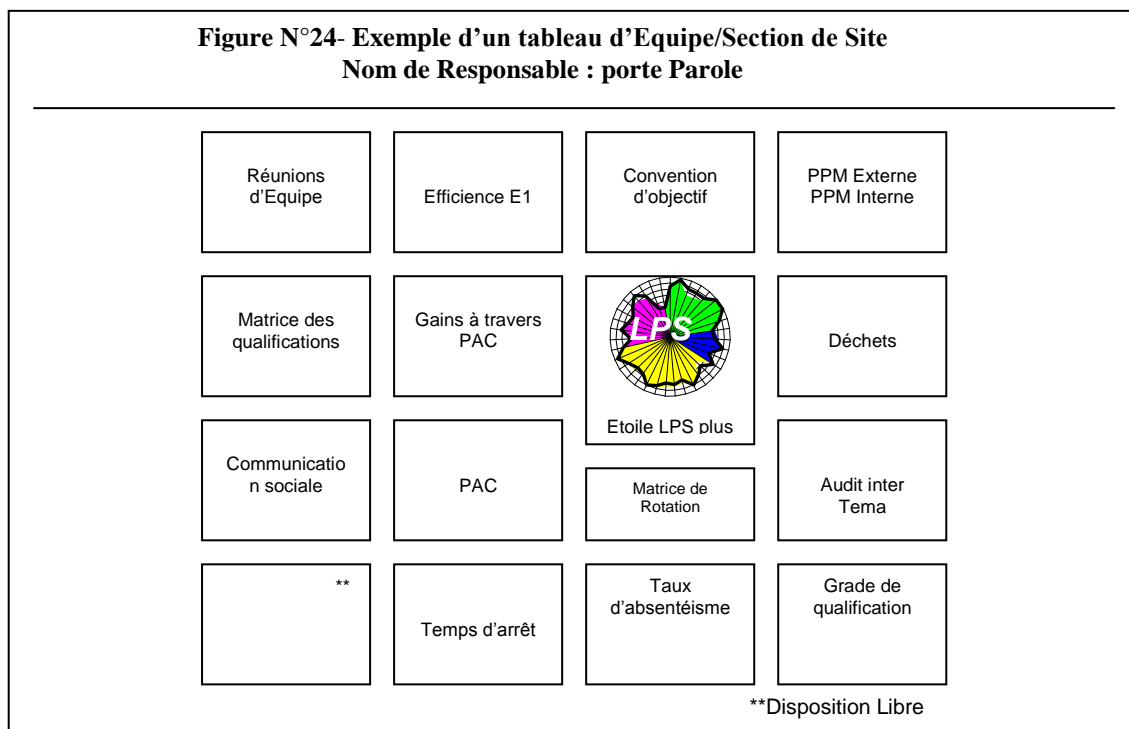 Figure N°24- Exemple d'un tableau d'Equipe/Section de Site
Nom de Responsable : porte Parole
Réunions
d'Equipe
Efficience E1
Convention
d'objectif
PPM Externe
PPM Interne
Matrice des
qualifications
Gains à travers
PAC
LPS
Etoile LPS plus
Déchets
Communicatio
n sociale
PAC
Matrice de
Rotation
Audit inter
Tema
**
Temps d'arrêt
Taux
d'absentéisme
Grade de
qualification
**Disposition Libre